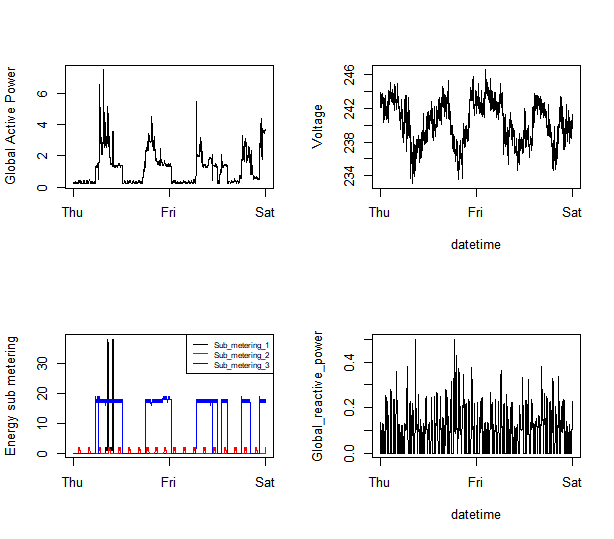 Global Active Power
6
4
2
0
Thu Fri Sat
Voltage
246
242
238
234
Thu Fri Sat
datetime
Energy sub metering
30
20
10
0
Sub_metering_1
Sub_metering_2
Sub_metering_3
Thu Fri Sat
Global_reactive_power
0.4
0.2
0.0
Thu Fri Sat
datetime